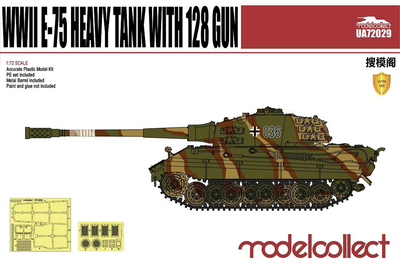 WWII E-75 HEAVY TANK WITH 128 GUN
modelcollect
UA72029
1:72 SCALE
Accurate Plastic Model Kit
PE set included
Metal Barrel included
Paint and glue not included
搜模阁
036
modelcollect